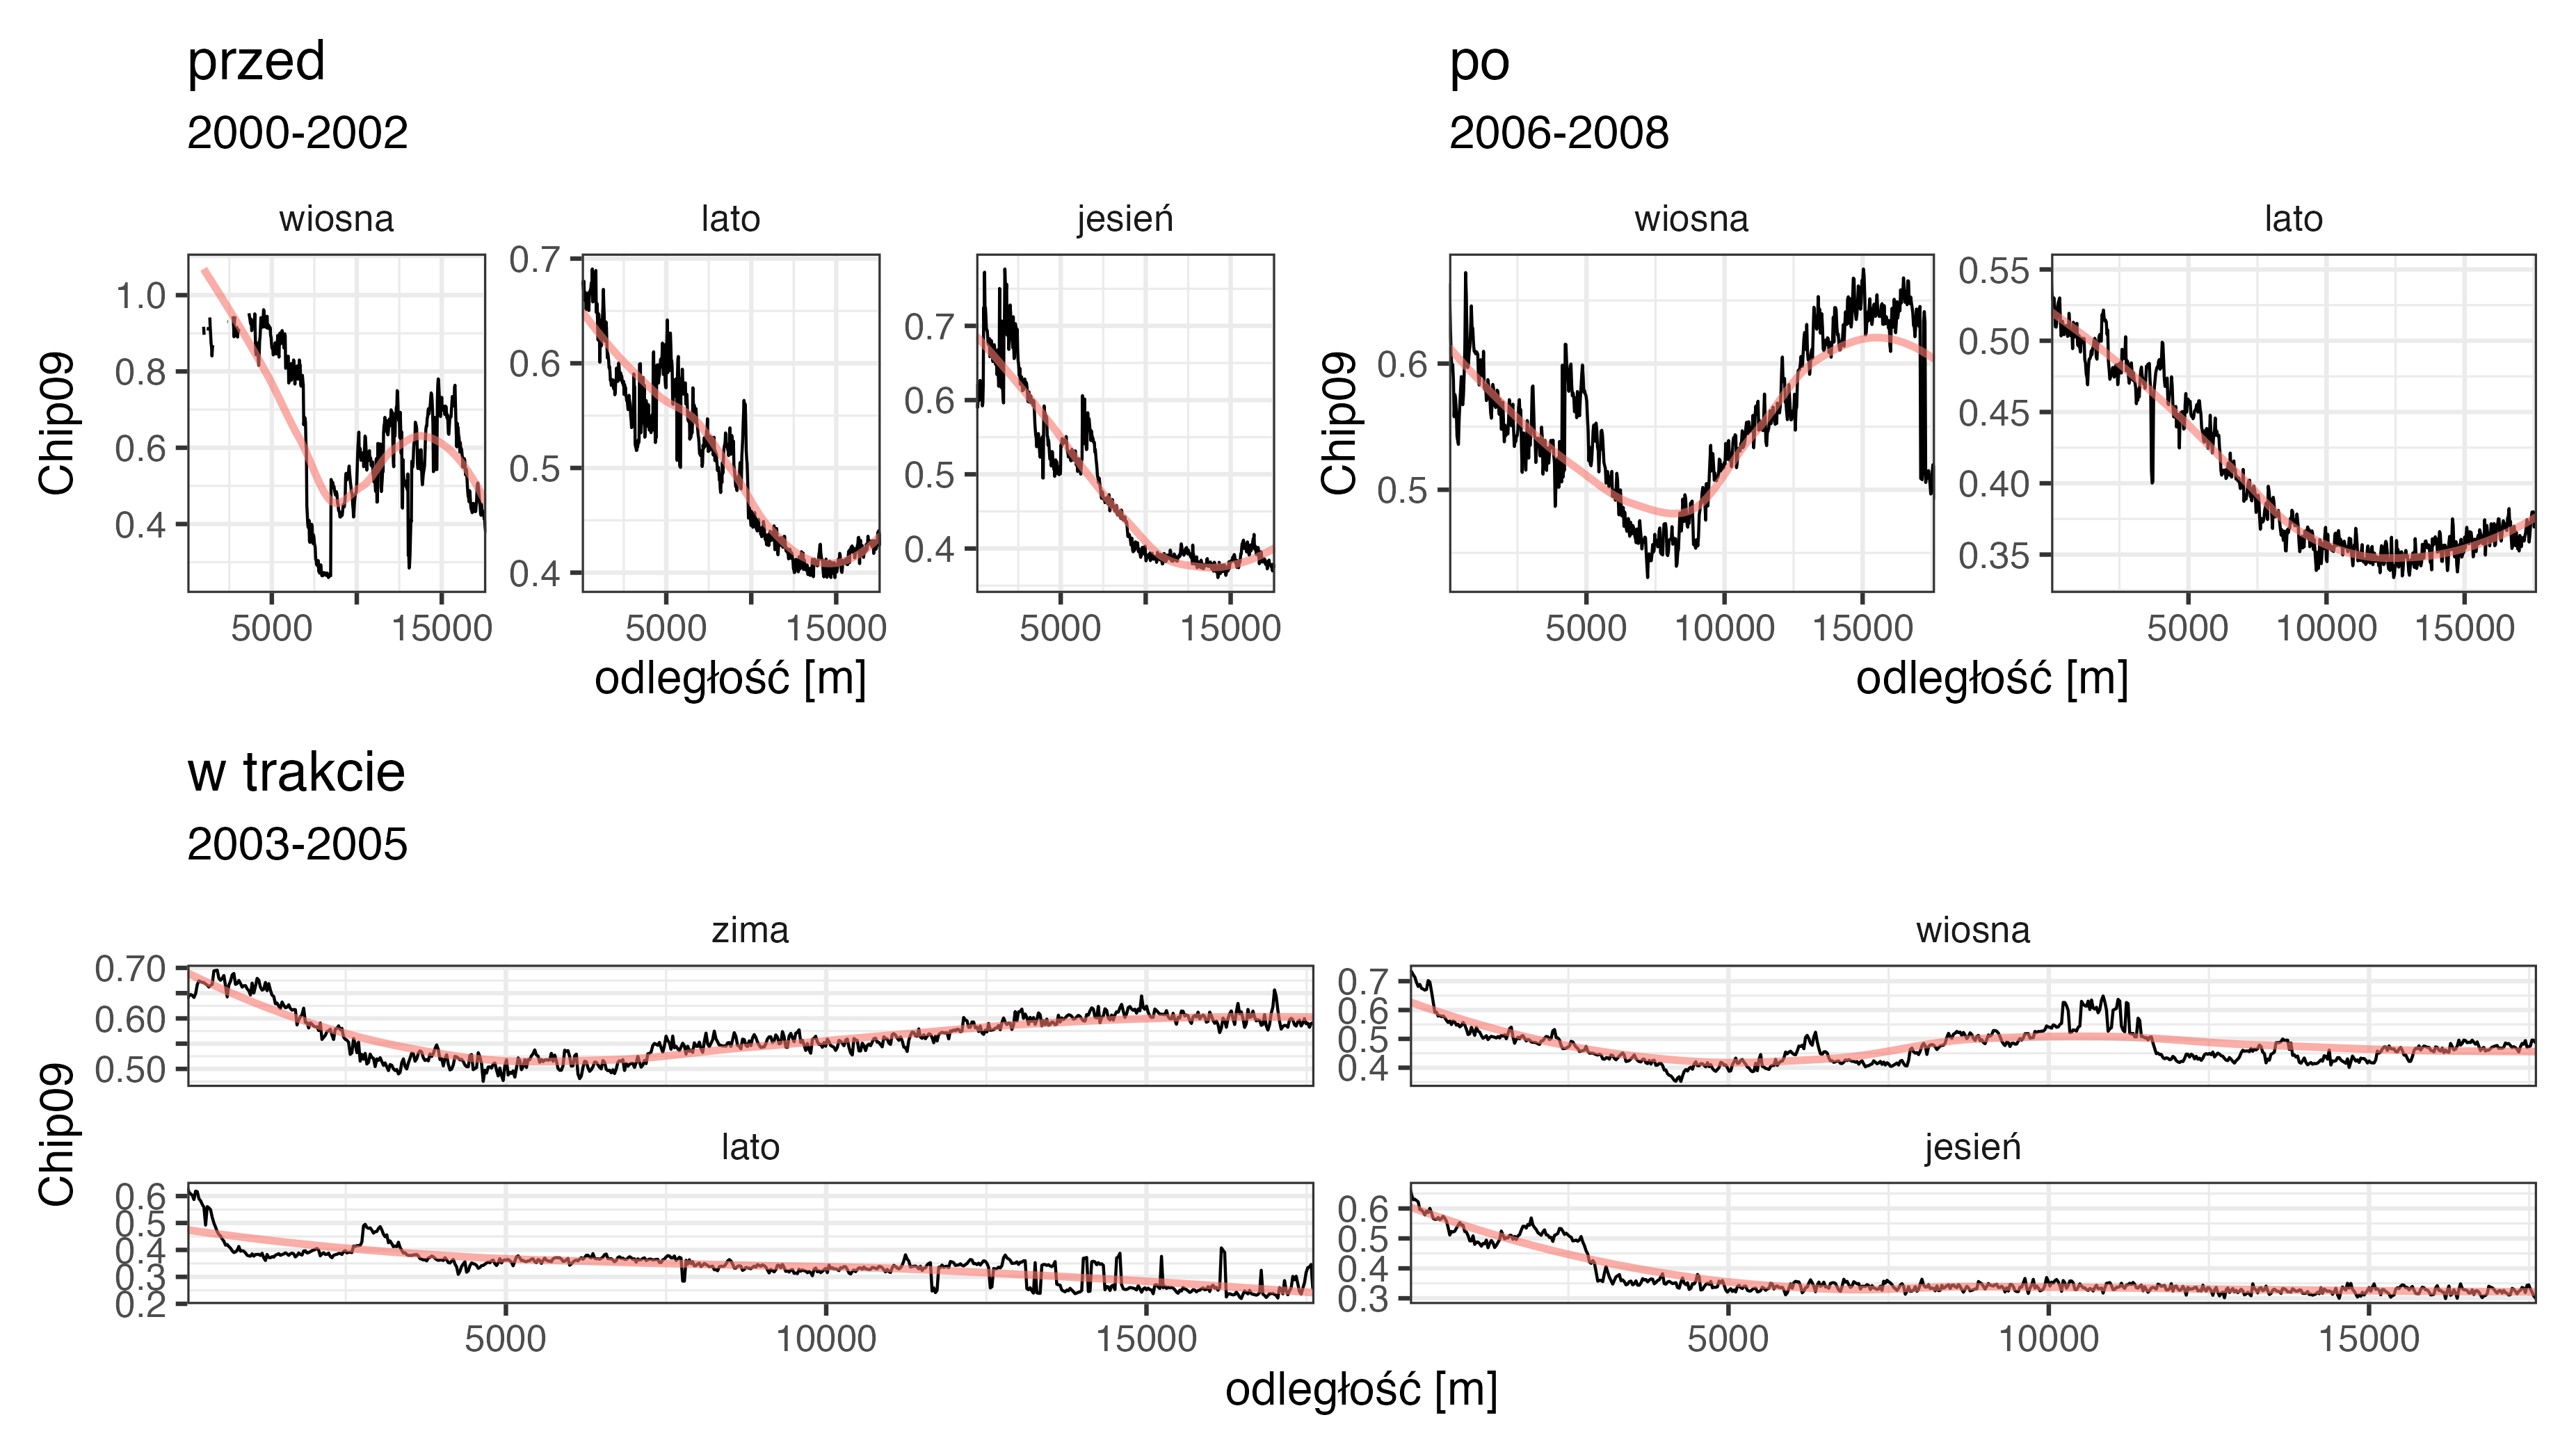 przed
2000-2002
wiosna lato jesień
Chip09
1.0
0.8
0.6
0.4
0.7
0.6
0.5
0.4
0.7
0.6
0.5
0.4
5000 15000 5000 15000 5000 15000
odległość [m]
po
2006-2008
wiosna lato
Chip09
0.6
0.5
0.55
0.50
0.45
0.40
0.35
5000 10000 15000 5000 10000 15000
odległość [m]
w trakcie
2003-2005
zima wiosna
Chip09
0.70
0.60
0.50
0.7
0.6
0.5
0.4
lato jesień
0.6
0.5
0.4
0.3
0.2
0.6
0.5
0.4
0.3
5000 10000 15000 5000 10000 15000
odległość [m]